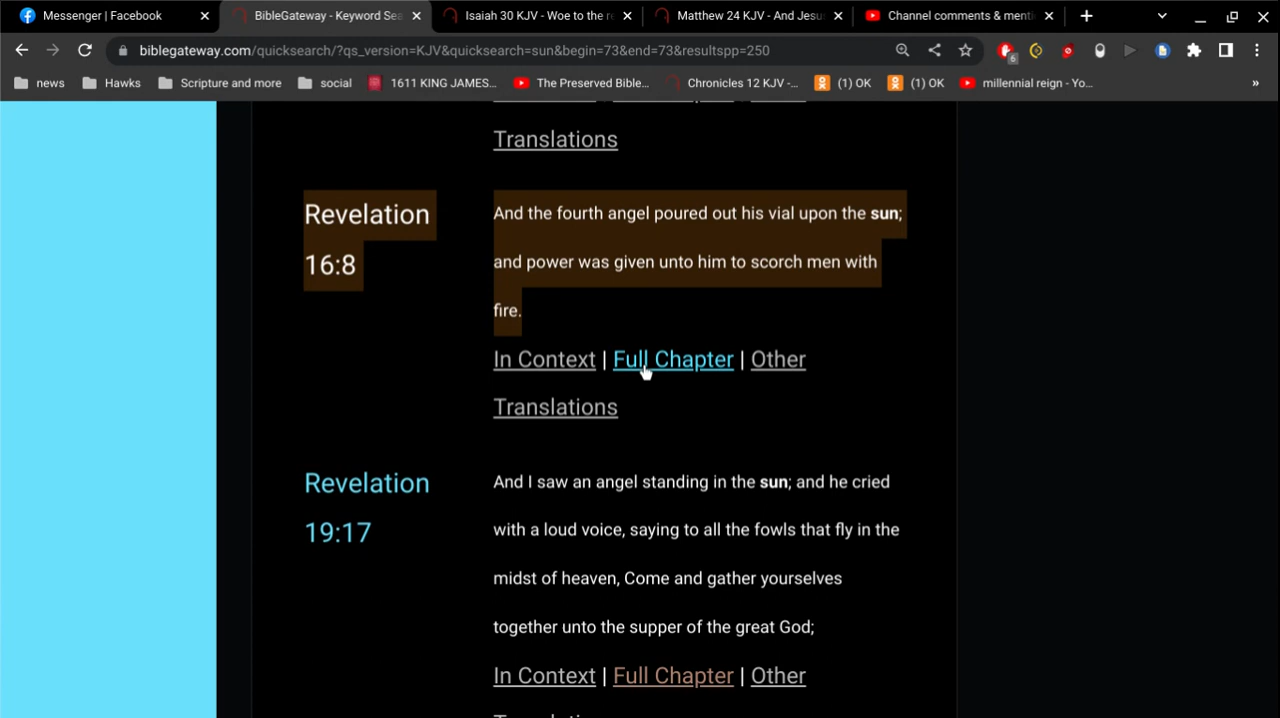 Messenger | Facebook
BibleGateway - Keyword Sea
Isaiah 30 KJV - Woe to the r
Matthew 24 KJV - And Jesu
Channel comments & menti
biblegateway.com/quicksearch/?qs_version=KJV&quicksearch=sun&begin=73&end=73&resultspp=250
6
news
Hawks
Scripture and more
social
1611 KING JAMES...
The Preserved Bible...
Chronicles 12 KJV -...
(1) OK
(1) OK
millennial reign - Yo...
»
Translations
Revelation
16:8
And the fourth angel poured out his vial upon the sun;
and power was given unto him to scorch men with
fire.
In Context | Full Chapter | Other
Translations
Revelation
19:17
And I saw an angel standing in the sun; and he cried
with a loud voice, saying to all the fowls that fly in the
midst of heaven, Come and gather yourselves
together unto the supper of the great God;
In Context | Full Chapter | Other